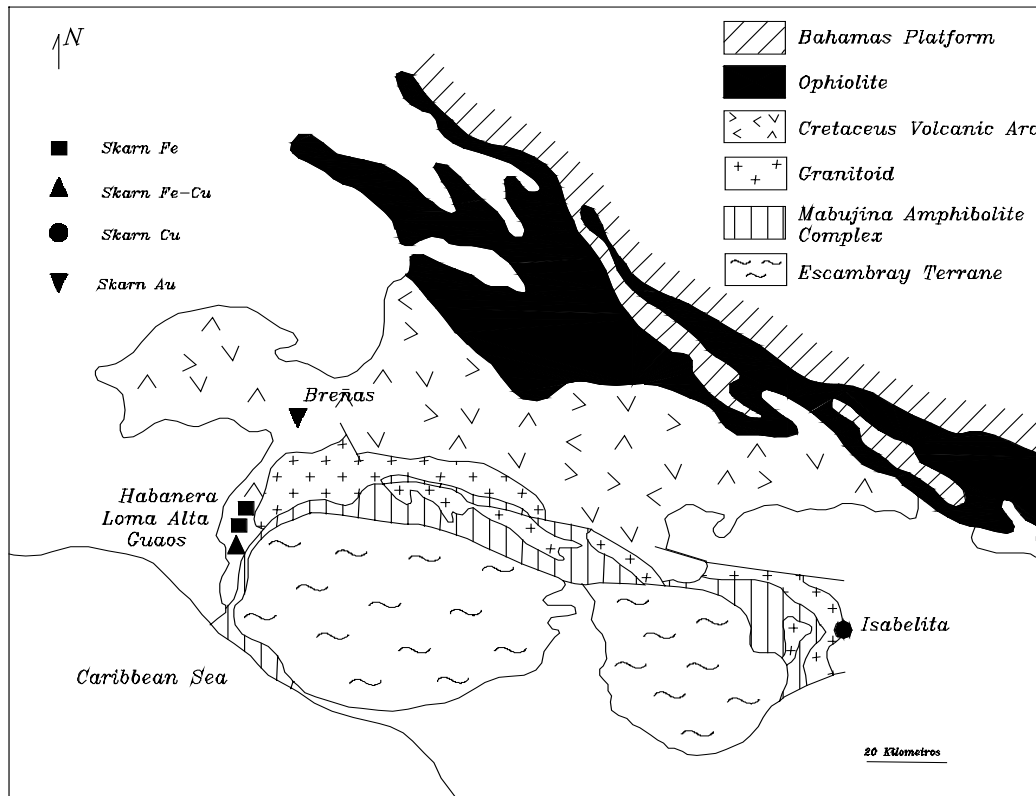 N
Bahamas Platform
Ophiolite
Cretaceus Volcanic Arc
Granitoid
Mabujina Amphibolite
Complex
Escambray Terrane
Skarn Fe
Skarn Fe-Cu
Skarn Cu
Skarn Au
Breñas
Habanera
Loma Alta
Guaos
Isabelita
Caribbean Sea
20 Kilometros